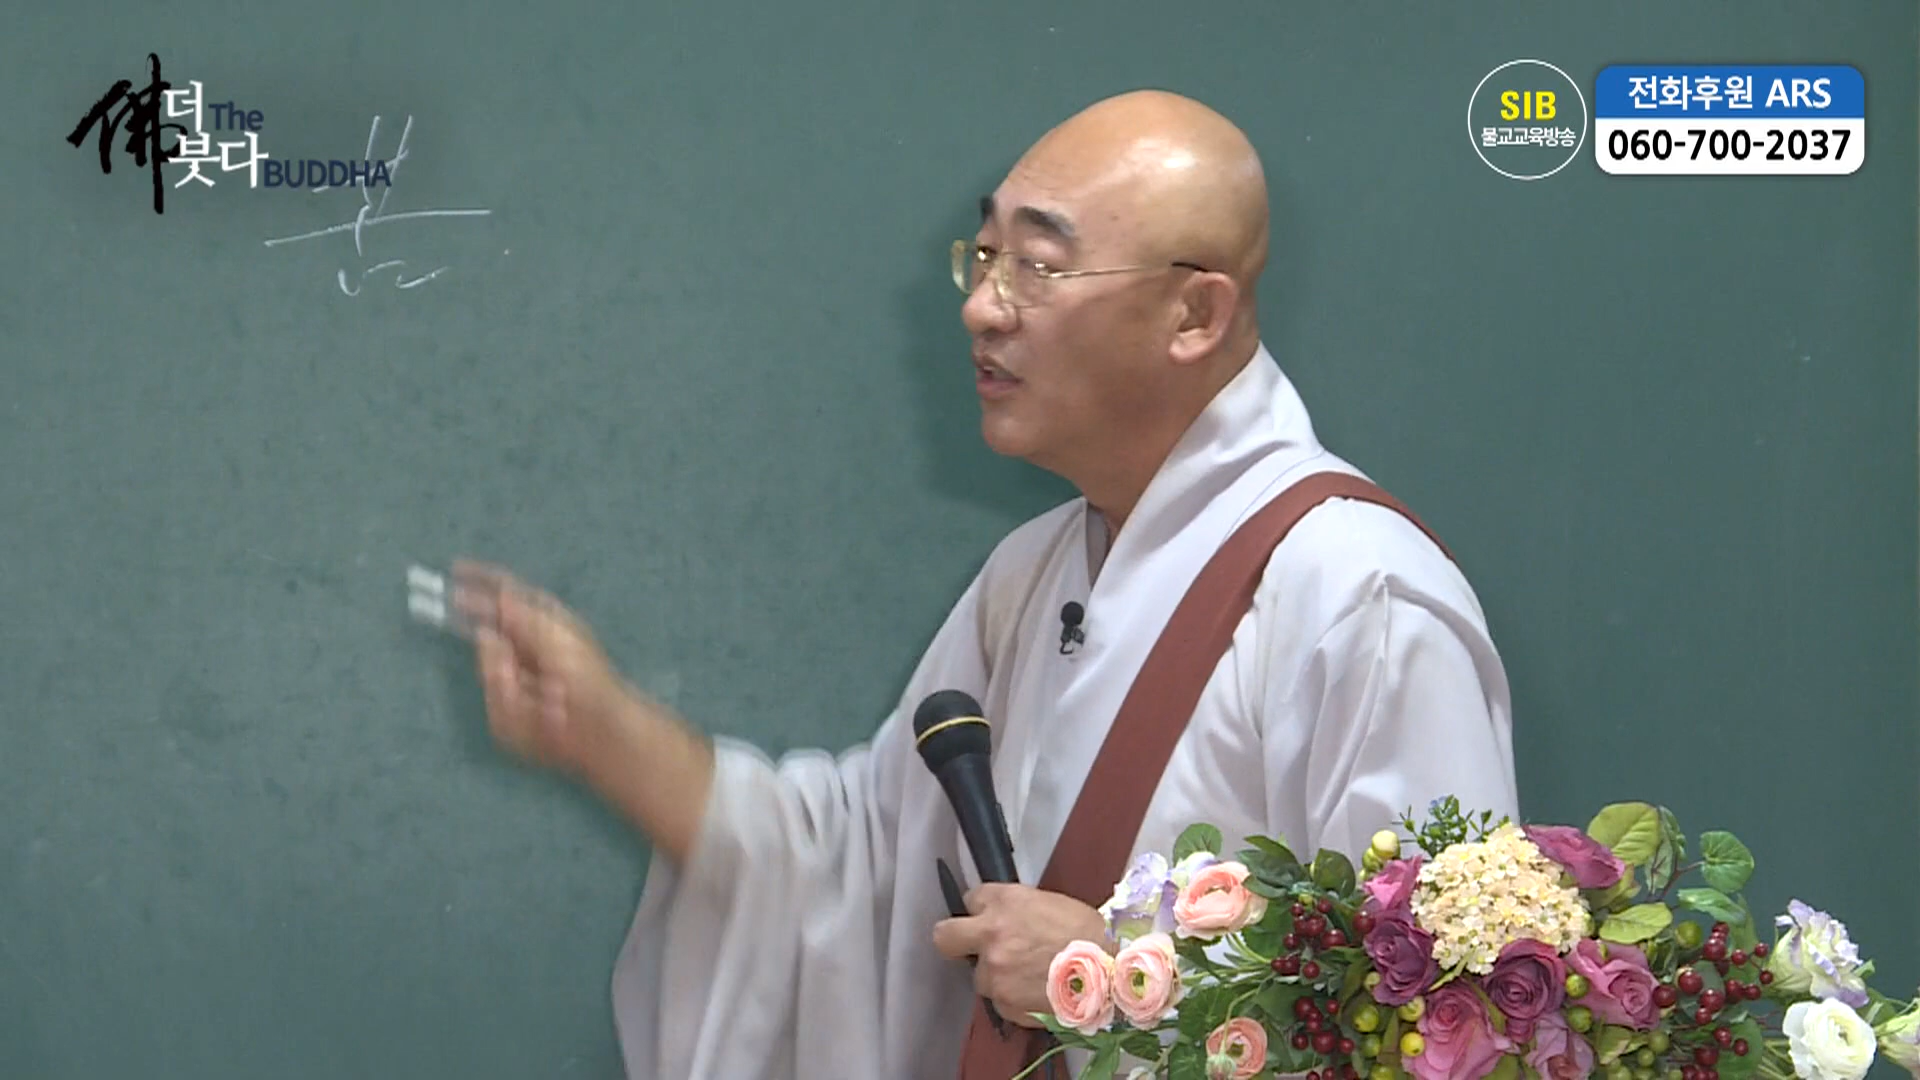 佛
더 The
붓다 BUDDHA
SIB
불교교육방송
전화후원 ARS
060-700-2037